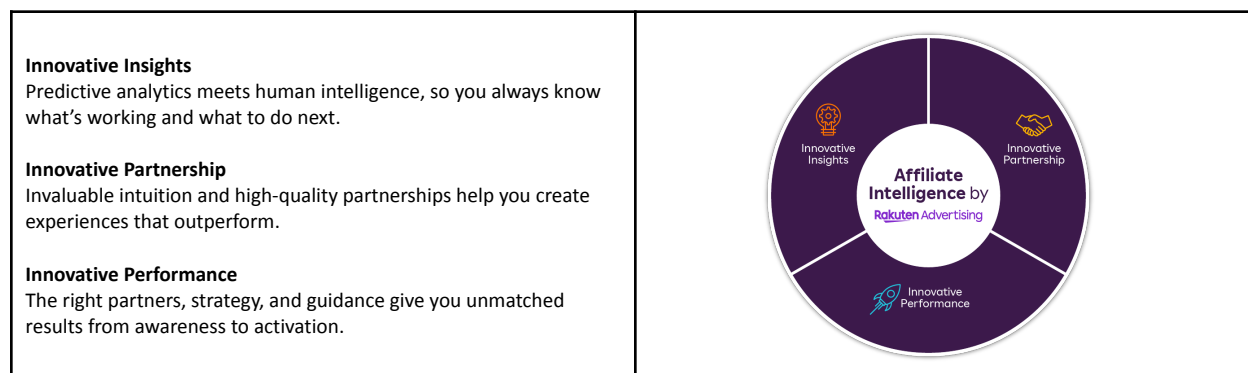 Innovative Insights
Predictive analytics meets human intelligence, so you always know
what’s working and what to do next.
Innovative Partnership
Invaluable intuition and high-quality partnerships help you create
experiences that outperform.
Innovative Performance
The right partners, strategy, and guidance give you unmatched
results from awareness to activation.
Innovative
Insights
Innovative
Partnership
Affiliate
Intelligence by
Rakuten Advertising
Innovative
Performance